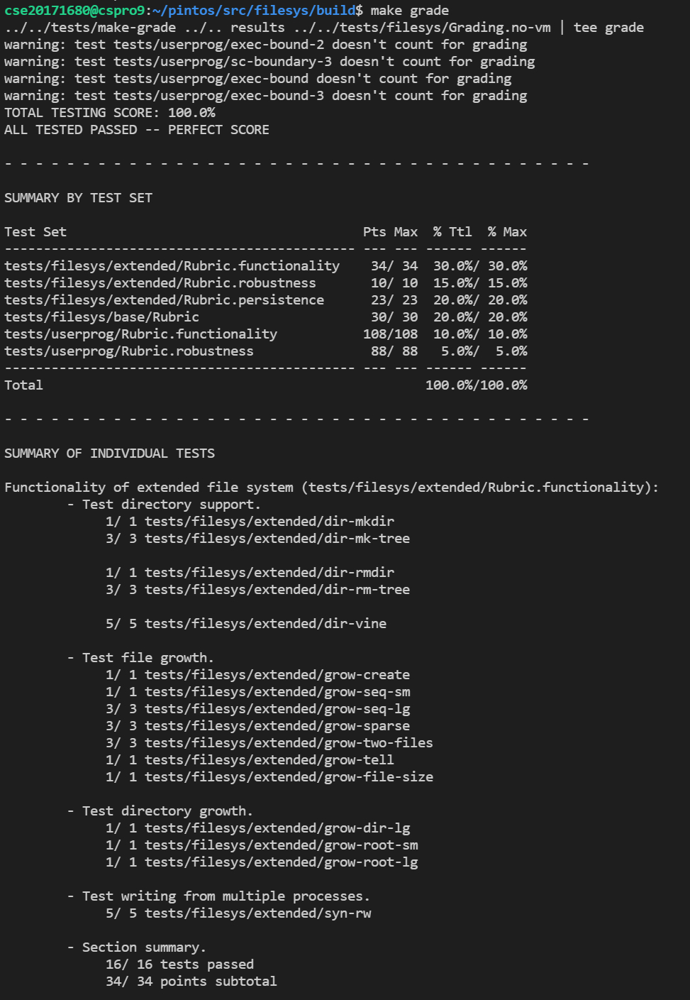 cse20171680@cspro9:~/pintos/src/filesys/build$ make grade
../../tests/make-grade ../.. results ../../tests/filesys/Grading.no-vm | tee grade
warning: test tests/userprog/exec-bound-2 doesn't count for grading
warning: test tests/userprog/sc-boundary-3 doesn't count for grading
warning: test tests/userprog/exec-bound doesn't count for grading
warning: test tests/userprog/exec-bound-3 doesn't count for grading
TOTAL TESTING SCORE: 100.0%
ALL TESTED PASSED -- PERFECT SCORE
- - - - - - - - - - - - - - - - - - - - - - - - - - - - - - - - - - - - - -
SUMMARY BY TEST SET
Test Set                                      Pts Max  % Ttl  % Max
--------------------------------------------- --- --- ------ ------
tests/filesys/extended/Rubric.functionality    34/ 34  30.0%/ 30.0%
tests/filesys/extended/Rubric.robustness       10/ 10  15.0%/ 15.0%
tests/filesys/extended/Rubric.persistence      23/ 23  20.0%/ 20.0%
tests/filesys/base/Rubric                      30/ 30  20.0%/ 20.0%
tests/userprog/Rubric.functionality           108/108  10.0%/ 10.0%
tests/userprog/Rubric.robustness               88/ 88   5.0%/  5.0%
--------------------------------------------- --- --- ------ ------
Total                                                 100.0%/100.0%
- - - - - - - - - - - - - - - - - - - - - - - - - - - - - - - - - - - - - -
SUMMARY OF INDIVIDUAL TESTS
Functionality of extended file system (tests/filesys/extended/Rubric.functionality):
- Test directory support.
1/ 1 tests/filesys/extended/dir-mkdir
3/ 3 tests/filesys/extended/dir-mk-tree
1/ 1 tests/filesys/extended/dir-rmdir
3/ 3 tests/filesys/extended/dir-rm-tree
5/ 5 tests/filesys/extended/dir-vine
- Test file growth.
1/ 1 tests/filesys/extended/grow-create
1/ 1 tests/filesys/extended/grow-seq-sm
3/ 3 tests/filesys/extended/grow-seq-lg
3/ 3 tests/filesys/extended/grow-sparse
3/ 3 tests/filesys/extended/grow-two-files
1/ 1 tests/filesys/extended/grow-tell
1/ 1 tests/filesys/extended/grow-file-size
- Test directory growth.
1/ 1 tests/filesys/extended/grow-dir-lg
1/ 1 tests/filesys/extended/grow-root-sm
1/ 1 tests/filesys/extended/grow-root-lg
- Test writing from multiple processes.
5/ 5 tests/filesys/extended/syn-rw
- Section summary.
16/ 16 tests passed
34/ 34 points subtotal